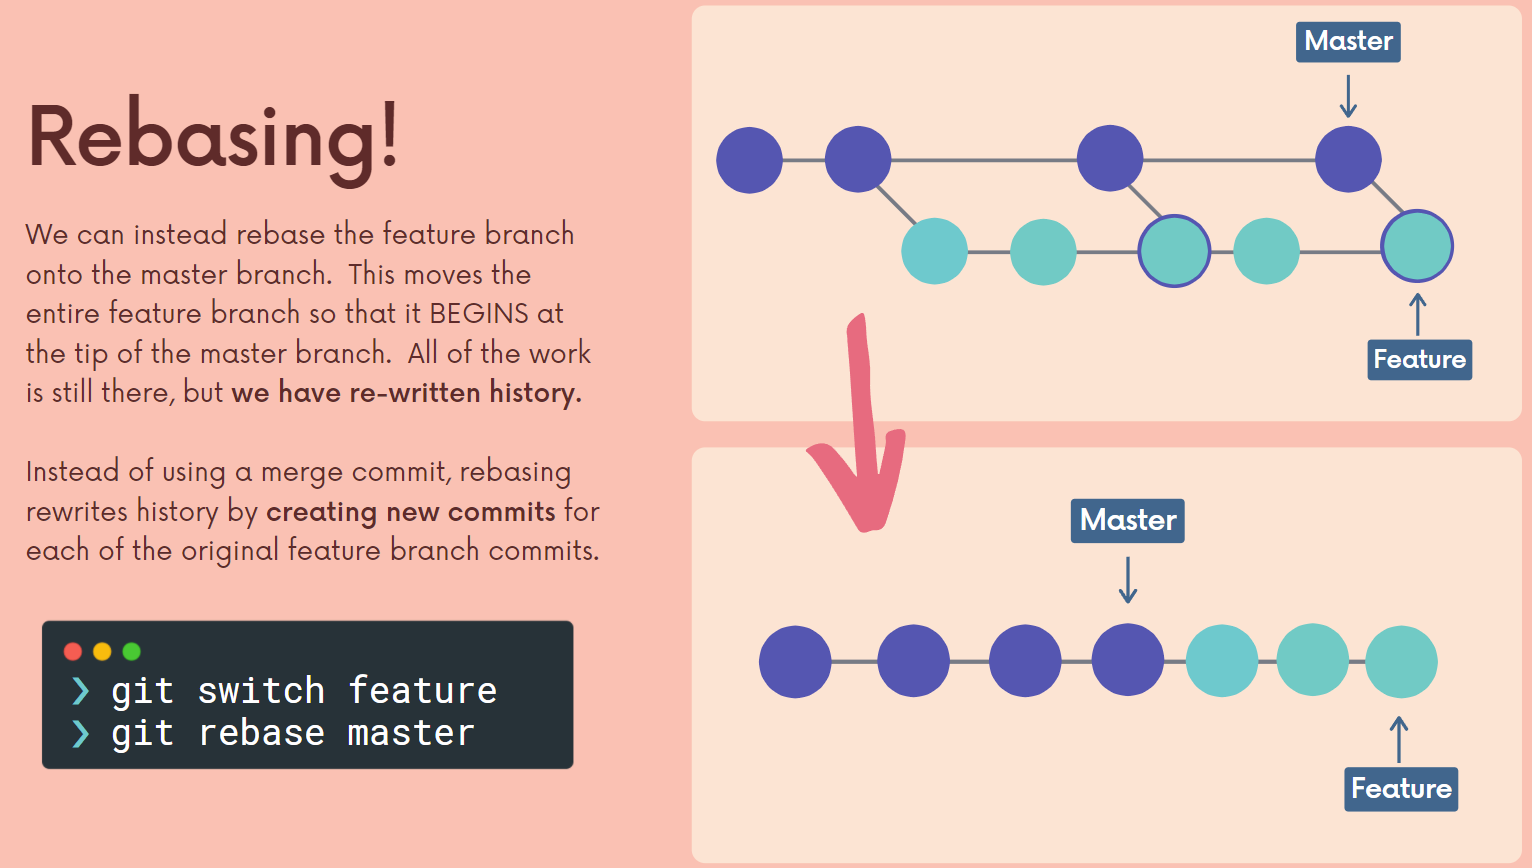 Rebasing!
We can instead rebase the feature branch
onto the master branch.  This moves the
entire feature branch so that it BEGINS at
the tip of the master branch.  All of the work
is still there, but we have re-written history.
Instead of using a merge commit, rebasing
rewrites history by creating new commits for
each of the original feature branch commits.
❯ git switch feature
❯ git rebase master
Master
Feature
Master
Feature